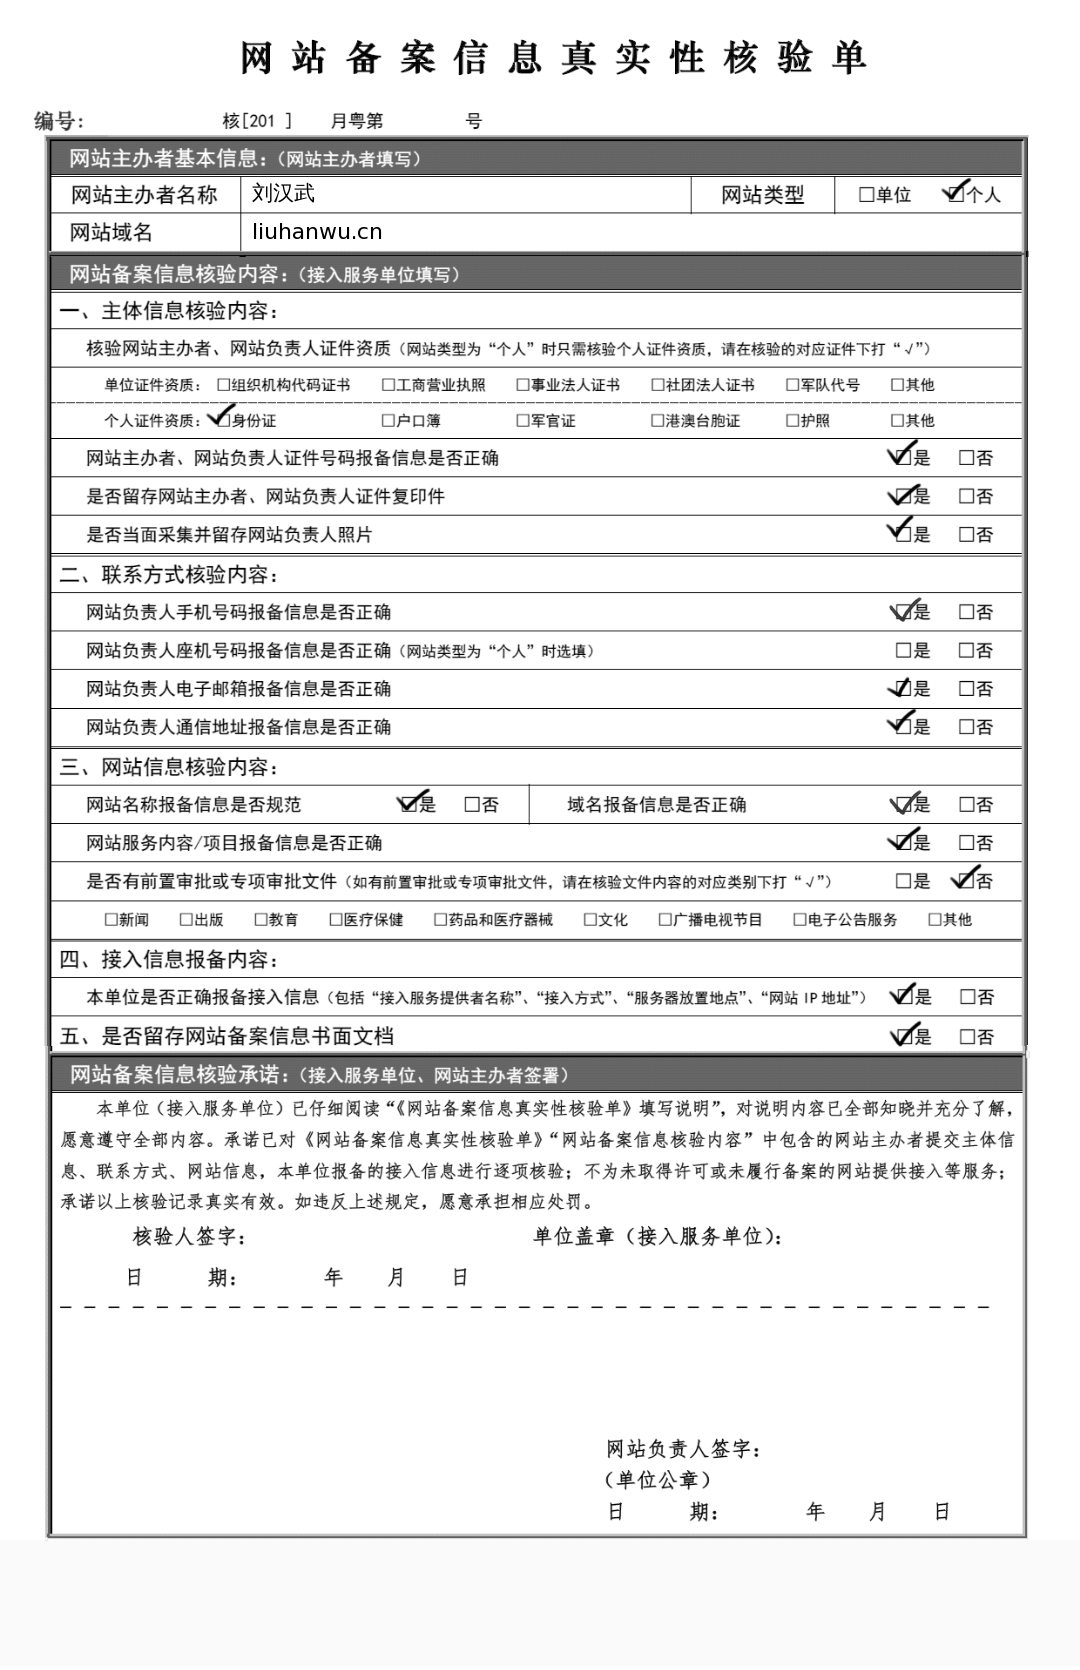 网站备案信息真实性核验单
编号： 核[201 ] 月粤第 号
网站主办者基本信息：（网站主办者填写）
网站主办者名称 刘汉武 网站类型 □单位 ☑个人
网站域名 liuhanwu.cn
网站备案信息核验内容：（接入服务单位填写）
一、主体信息核验内容：
核验网站主办者、网站负责人证件资质（网站类型为“个人”时只需核验个人证件资质，请在核验的对应证件下打“√”）
单位证件资质： □组织机构代码证书 □工商营业执照 □事业法人证书 □社团法人证书 □军队代号 □其他
个人证件资质： ☑身份证 □户口簿 □军官证 □港澳台胞证 □护照 □其他
网站主办者、网站负责人证件号码报备信息是否正确 ☑是 □否
是否留存网站主办者、网站负责人证件复印件 ☑是 □否
是否当面采集并留存网站负责人照片 ☑是 □否
二、联系方式核验内容：
网站负责人手机号码报备信息是否正确 ☑是 □否
网站负责人座机号码报备信息是否正确（网站类型为“个人”时选填） □是 □否
网站负责人电子邮箱报备信息是否正确 ☑是 □否
网站负责人通信地址报备信息是否正确 ☑是 □否
三、网站信息核验内容：
网站名称报备信息是否规范 ☑是 □否 域名报备信息是否正确 ☑是 □否
网站服务内容/项目报备信息是否正确 ☑是 □否
是否有前置审批或专项审批文件（如有前置审批或专项审批文件，请在核验文件内容的对应类别下打“√”） □是 ☑否
□新闻 □出版 □教育 □医疗保健 □药品和医疗器械 □文化 □广播电视节目 □电子公告服务 □其他
四、接入信息报备内容：
本单位是否正确报备接入信息（包括“接入服务提供者名称”、“接入方式”、“服务器放置地点”、“网站 IP 地址”） ☑是 □否
五、是否留存网站备案信息书面文档 ☑是 □否
网站备案信息核验承诺：（接入服务单位、网站主办者签署）
本单位（接入服务单位）已仔细阅读“《网站备案信息真实性核验单》填写说明”，对说明内容已全部知晓并充分了解，
愿意遵守全部内容。承诺已对《网站备案信息真实性核验单》“网站备案信息核验内容”中包含的网站主办者提交主体信
息、联系方式、网站信息，本单位报备的接入信息进行逐项核验；不为未取得许可或未履行备案的网站提供接入等服务；
承诺以上核验记录真实有效。如违反上述规定，愿意承担相应处罚。
核验人签字： 单位盖章（接入服务单位）：
日 期： 年 月 日
网站负责人签字：
（单位公章）
日 期： 年 月 日